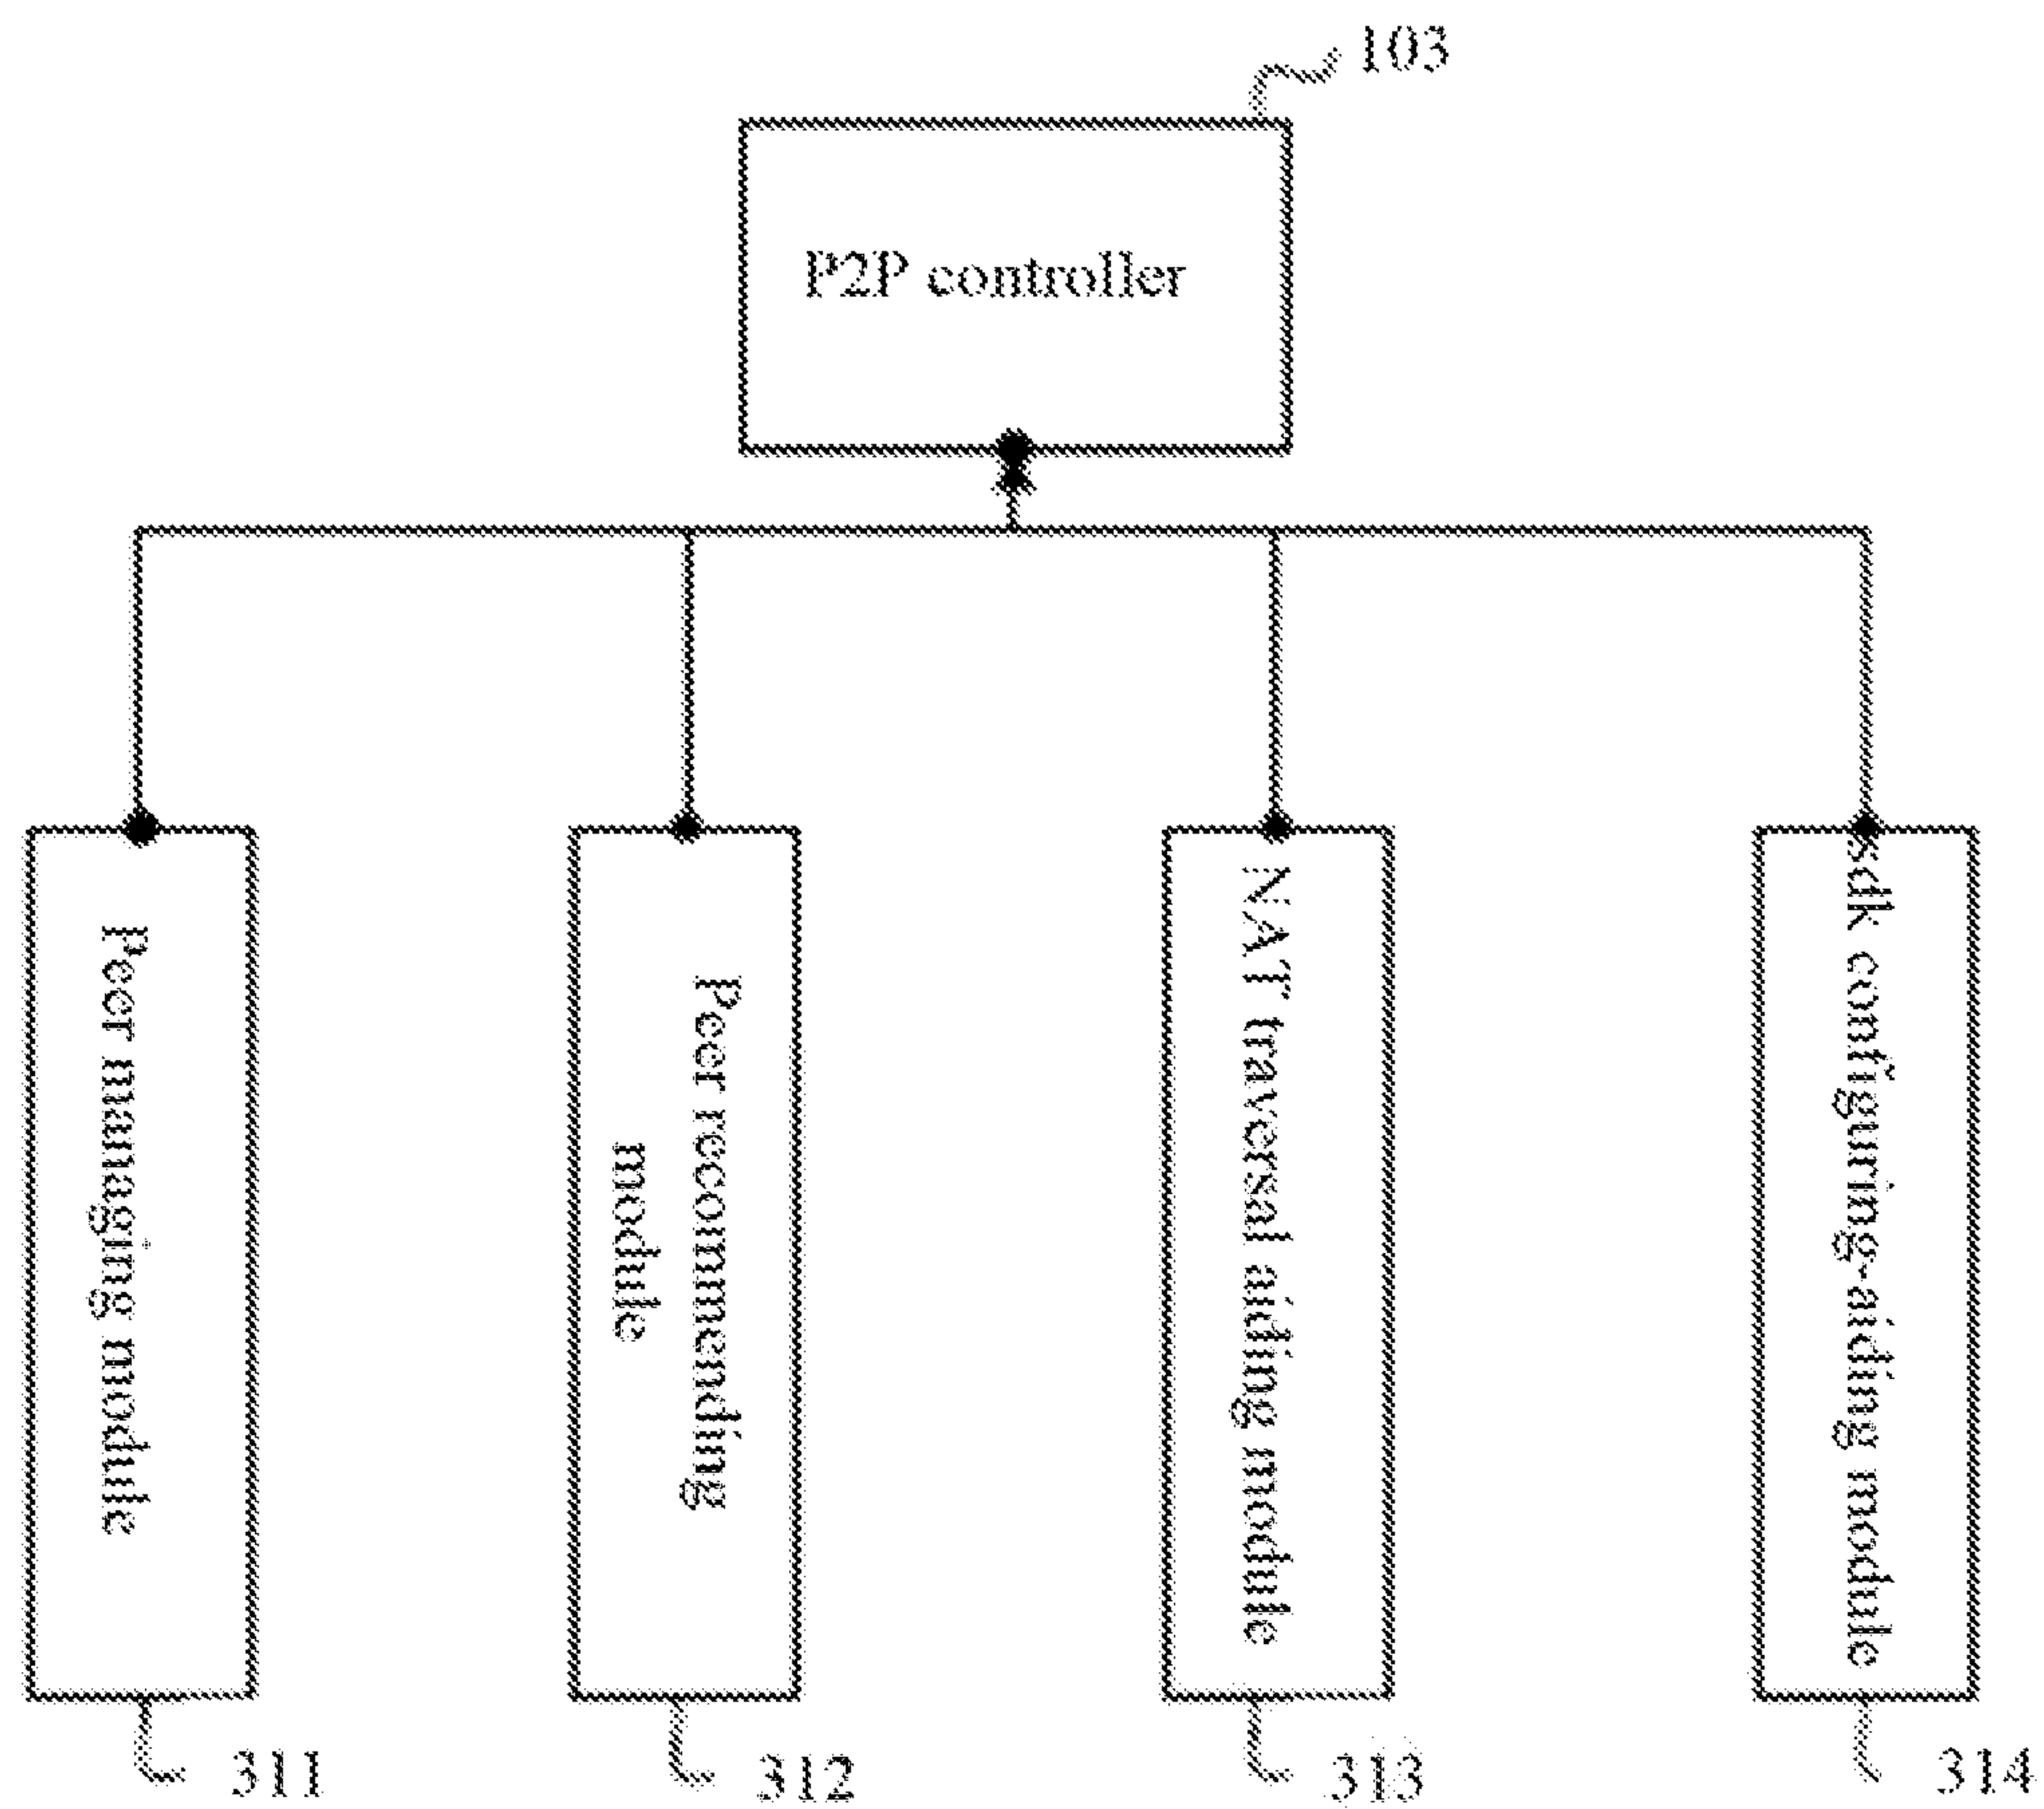 103
P2P controller
Peer managing module
Peer recommending
module
NAT traversal aiding module
sdk configuring-aiding module
311
312
313
314